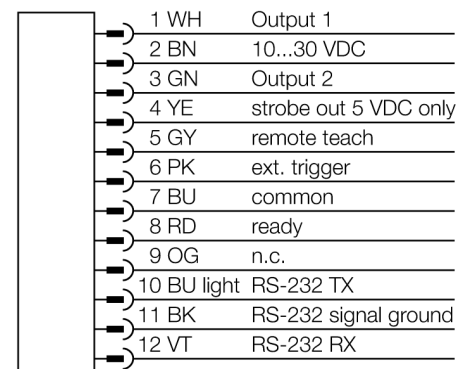 1 WH Output 1
2 BN 10...30 VDC
3 GN Output 2
4 YE strobe out 5 VDC only
5 GY remote teach
6 PK ext. trigger
7 BU common
8 RD ready
9 OG n.c.
10 BU light RS-232 TX
11 BK RS-232 signal ground
12 VT RS-232 RX